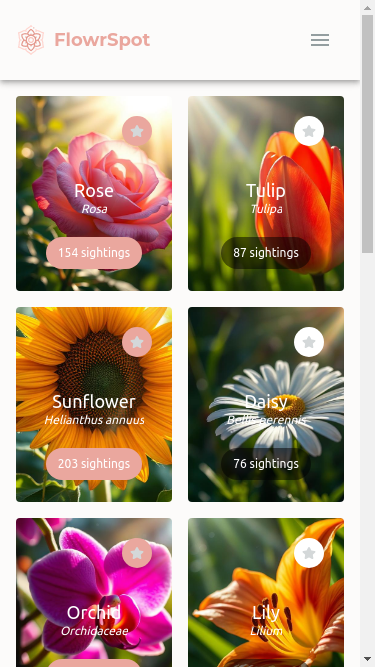 FlowrSpot
Rose
Rosa
154 sightings
Tulip
Tulipa
87 sightings
Sunflower
Helianthus annuus
203 sightings
Daisy
Bellis perennis
76 sightings
Orchid
Orchidaceae
Lily
Lilium